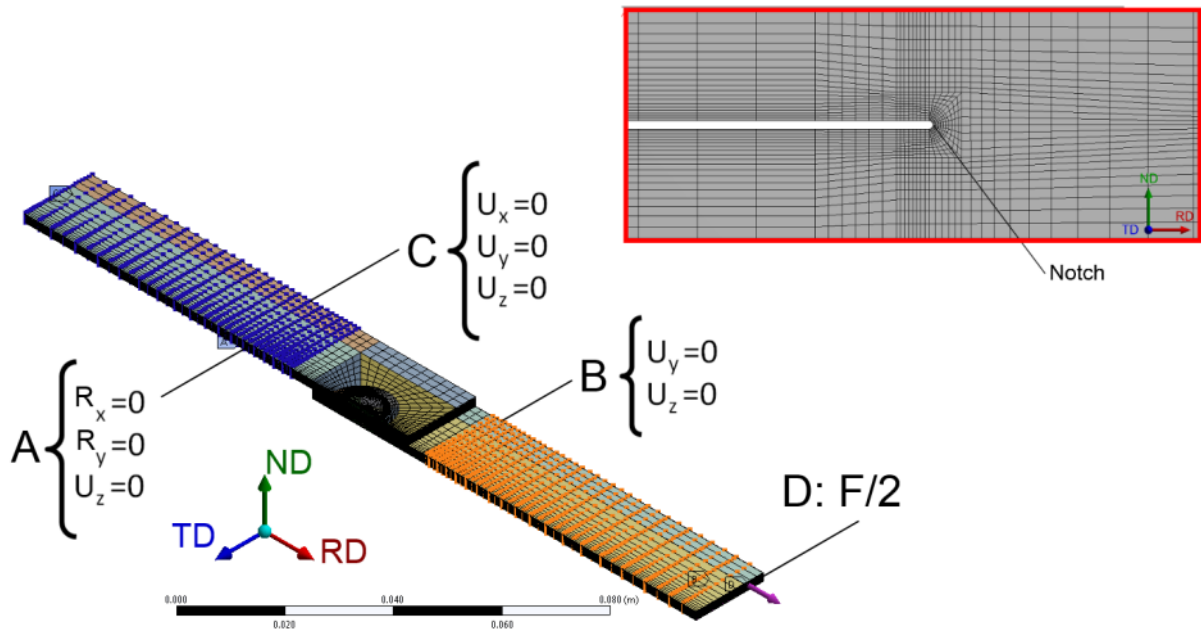 ND
RD
TD
Notch
C
Ux=0
Uy=0
Uz=0
B
Uy=0
Uz=0
A
Rx=0
Ry=0
Uz=0
ND
TD
RD
D: F/2
0.000
0.040
0.080 (m)
0.020
0.060